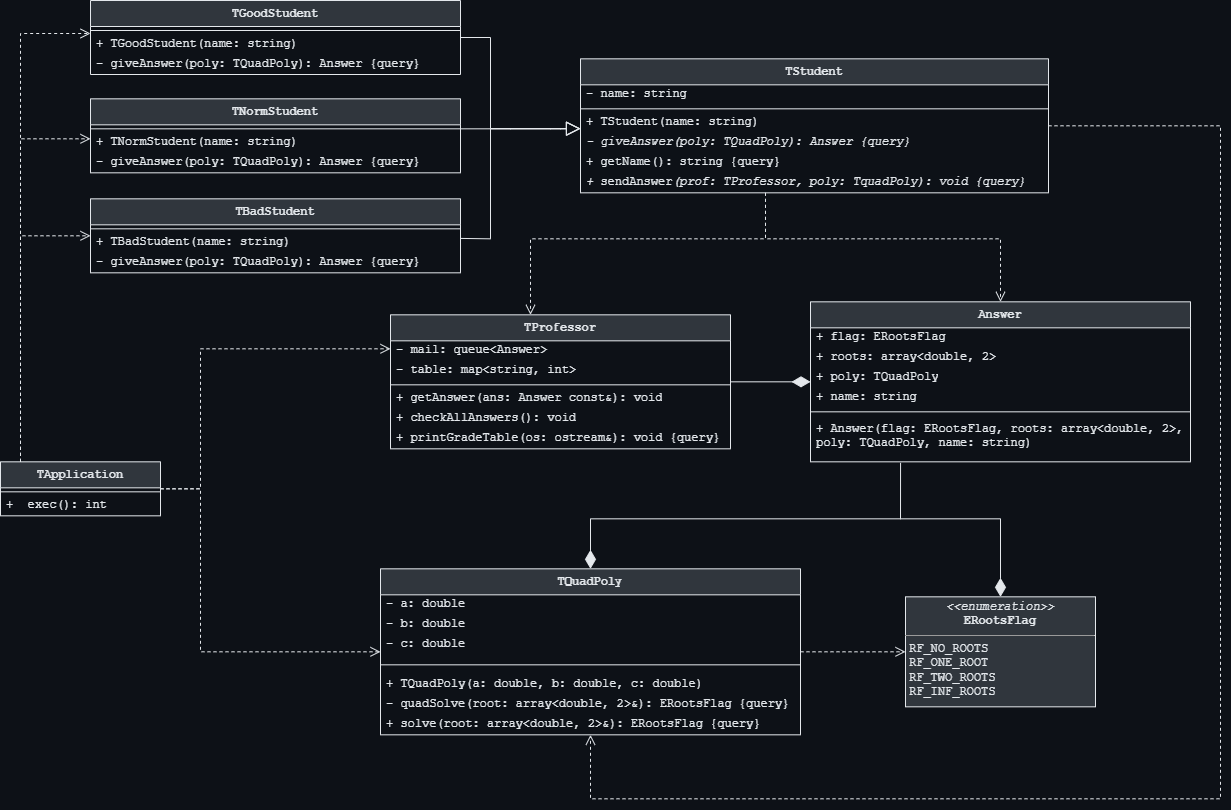 TGoodStudent
+ TGoodStudent(name: string)
- giveAnswer(poly: TQuadPoly): Answer {query}
TNormStudent
+ TNormStudent(name: string)
- giveAnswer(poly: TQuadPoly): Answer {query}
TBadStudent
+ TBadStudent(name: string)
- giveAnswer(poly: TQuadPoly): Answer {query}
TStudent
- name: string
+ TStudent(name: string)
- giveAnswer(poly: TQuadPoly): Answer {query}
+ getName(): string {query}
+ sendAnswer(prof: TProfessor, poly: TquadPoly): void {query}
TProfessor
- mail: queue<Answer>
- table: map<string, int>
+ getAnswer(ans: Answer const&): void
+ checkAllAnswers(): void
+ printGradeTable(os: ostream&): void {query}
Answer
+ flag: ERootsFlag
+ roots: array<double, 2>
+ poly: TQuadPoly
+ name: string
+ Answer(flag: ERootsFlag, roots: array<double, 2>,
poly: TQuadPoly, name: string)
TApplication
+  exec(): int
TQuadPoly
- a: double
- b: double
- c: double
+ TQuadPoly(a: double, b: double, c: double)
- quadSolve(root: array<double, 2>&): ERootsFlag {query}
+ solve(root: array<double, 2>&): ERootsFlag {query}
<<enumeration>>
ERootsFlag
RF_NO_ROOTS
RF_ONE_ROOT
RF_TWO_ROOTS
RF_INF_ROOTS